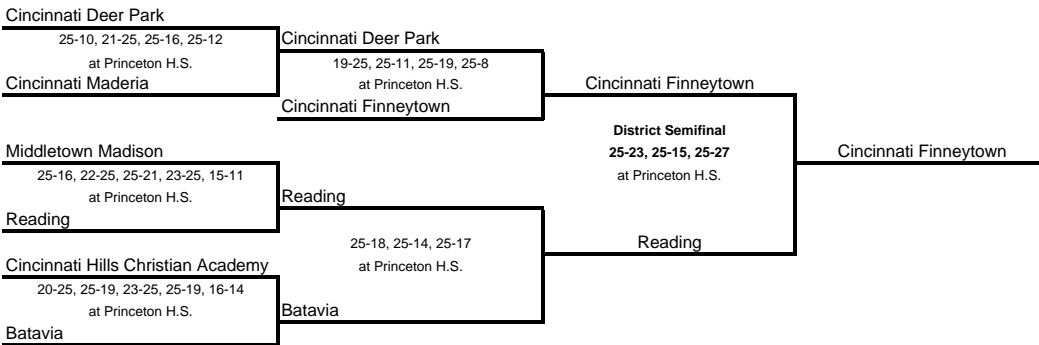 Cincinnati Deer Park
25-10, 21-25, 25-16, 25-12
at Princeton H.S.
Cincinnati Maderia
Cincinnati Deer Park
19-25, 25-11, 25-19, 25-8
at Princeton H.S.
Cincinnati Finneytown
Cincinnati Finneytown
District Semifinal
25-23, 25-15, 25-27
at Princeton H.S.
Cincinnati Finneytown
Middletown Madison
25-16, 22-25, 25-21, 23-25, 15-11
at Princeton H.S.
Reading
Reading
25-18, 25-14, 25-17
at Princeton H.S.
Reading
Cincinnati Hills Christian Academy
20-25, 25-19, 23-25, 25-19, 16-14
at Princeton H.S.
Batavia
Batavia